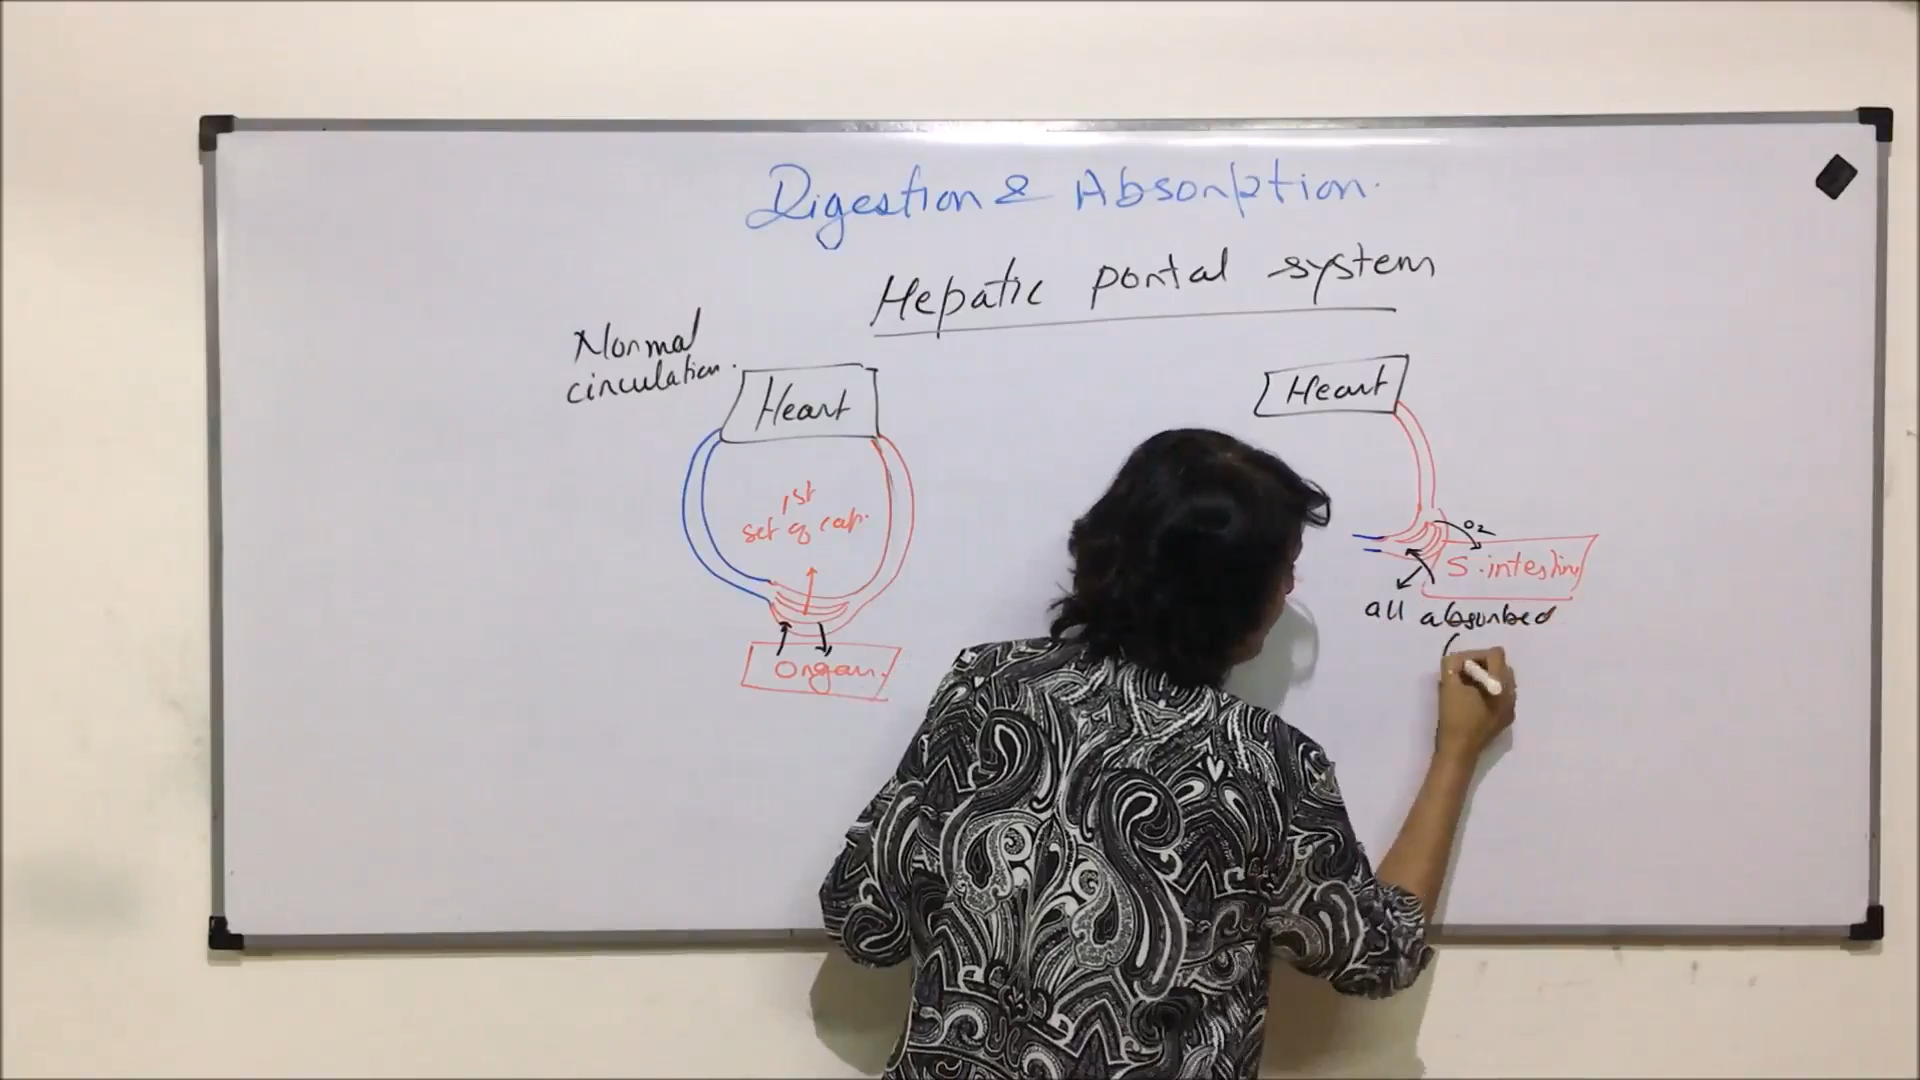 Digestion & Absorption.
Hepatic portal system
Normal
circulation.
Heart
1st
set of cap.
Organ.
Heart
O2
S.intestine
all absorbed